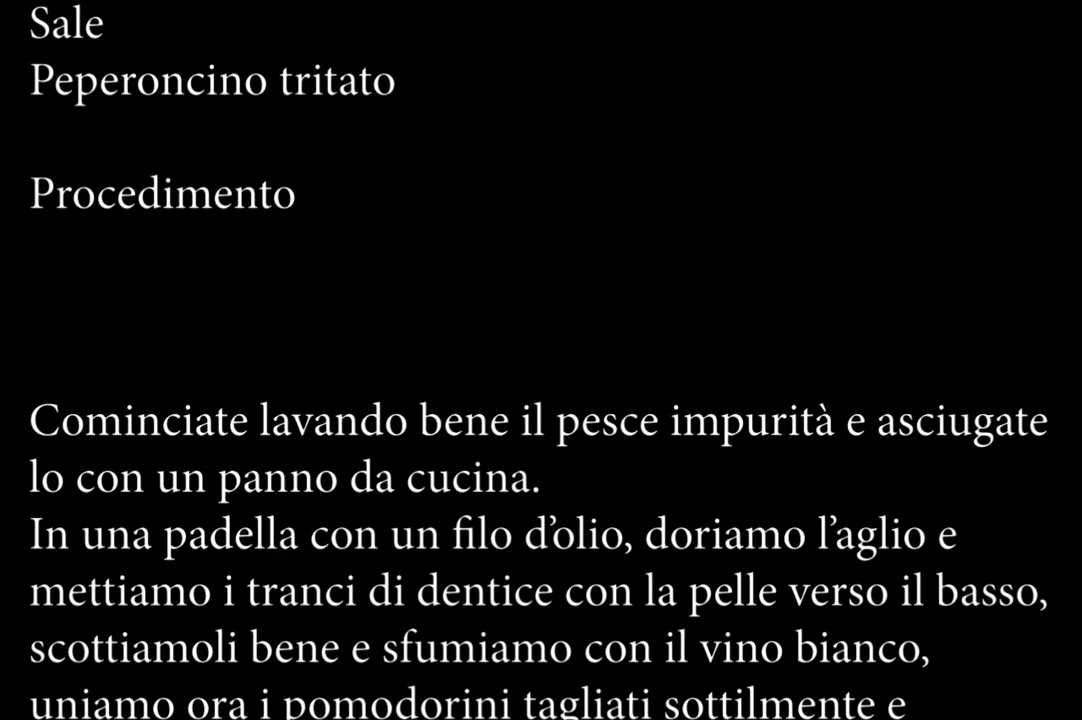 Sale
Peperoncino tritato
Procedimento
Cominciate lavando bene il pesce impurità e asciugate
lo con un panno da cucina.
In una padella con un filo d’olio, doriamo l’aglio e
mettiamo i tranci di dentice con la pelle verso il basso,
scottiamoli bene e sfumiamo con il vino bianco,
uniamo ora i pomodorini tagliati sottilmente e